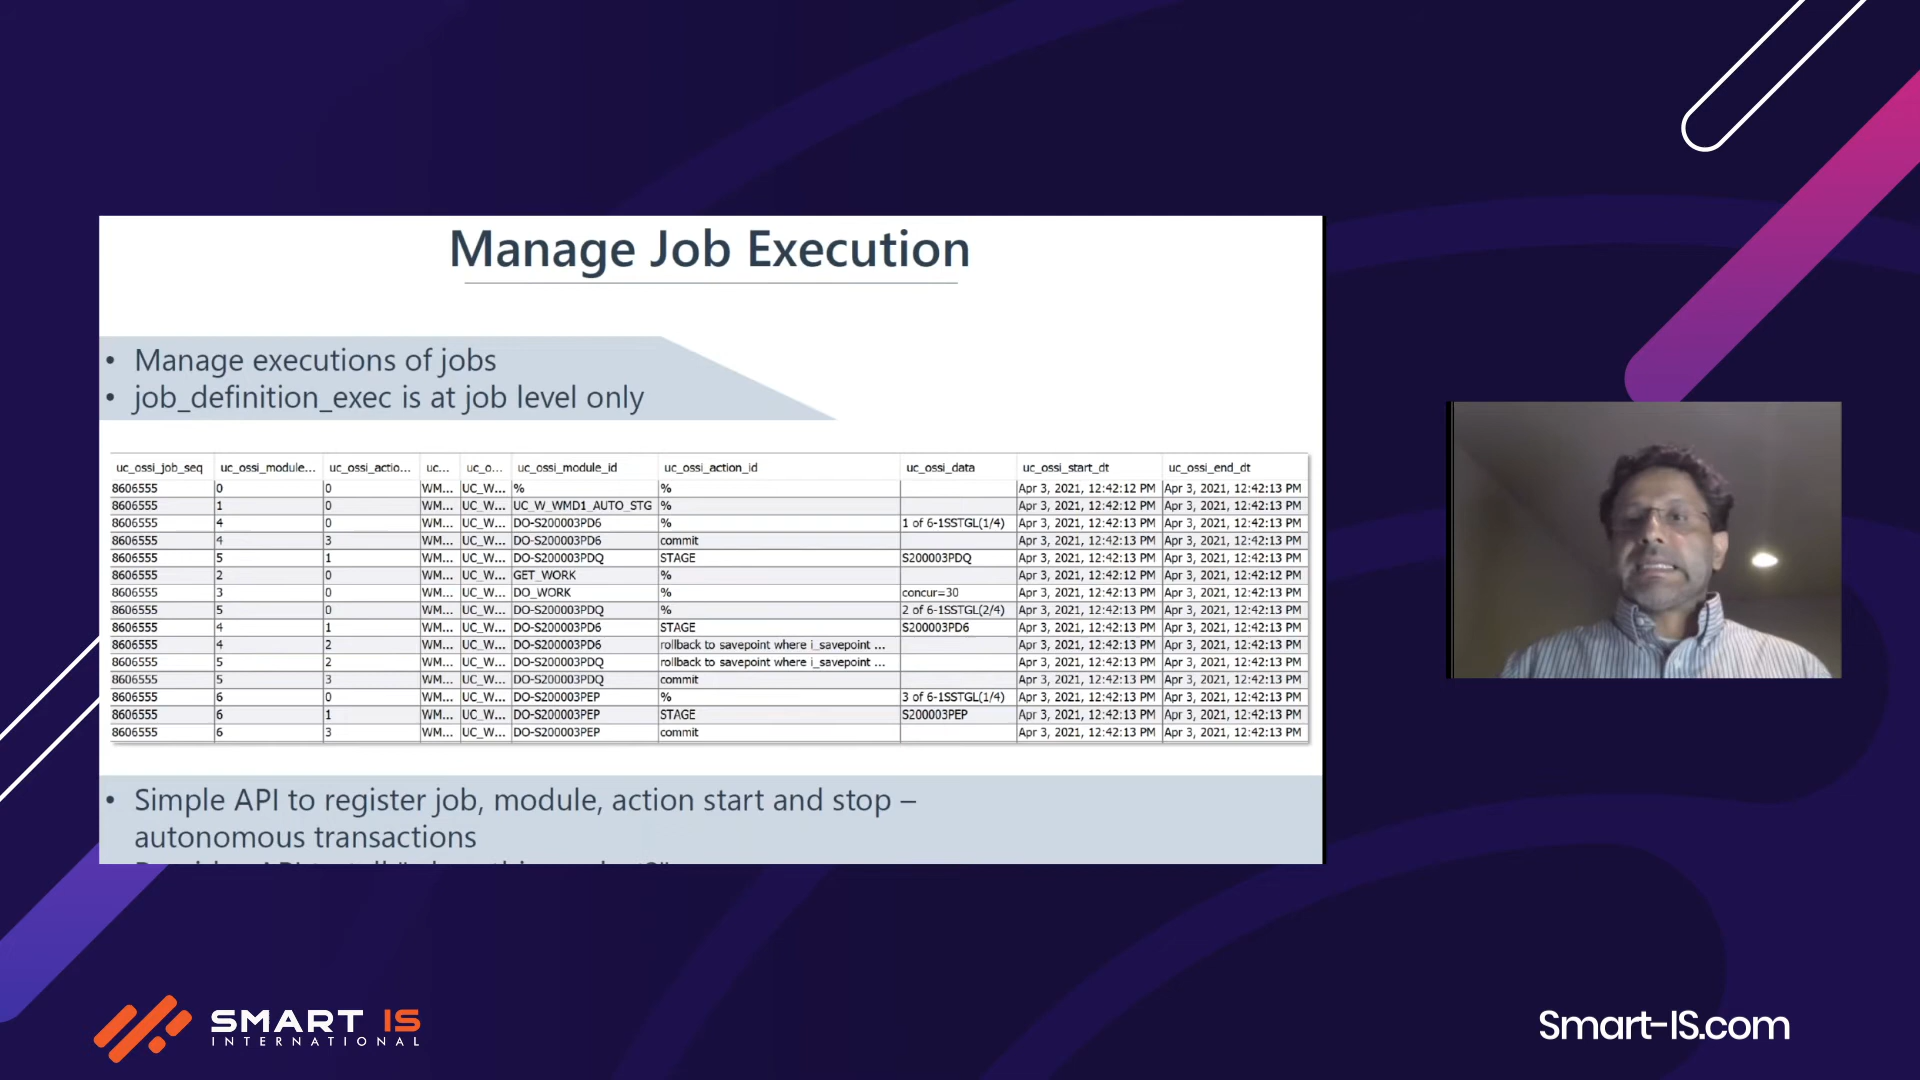 Manage Job Execution
• Manage executions of jobs
• job_definition_exec is at job level only
uc_ossi_job_seq uc_ossi_module... uc_ossi_actio... uc... uc_o... uc_ossi_module_id uc_ossi_action_id uc_ossi_data uc_ossi_start_dt uc_ossi_end_dt
8606555 0 0 WM... UC_W... % % Apr 3, 2021, 12:42:12 PM Apr 3, 2021, 12:42:13 PM
8606555 1 0 WM... UC_W... UC_W_WMD1_AUTO_STG % Apr 3, 2021, 12:42:12 PM Apr 3, 2021, 12:42:13 PM
8606555 4 0 WM... UC_W... DO-S200003PD6 % 1 of 6-1SSTGL(1/4) Apr 3, 2021, 12:42:13 PM Apr 3, 2021, 12:42:13 PM
8606555 4 3 WM... UC_W... DO-S200003PD6 commit Apr 3, 2021, 12:42:13 PM Apr 3, 2021, 12:42:13 PM
8606555 5 1 WM... UC_W... DO-S200003PDQ STAGE S200003PDQ Apr 3, 2021, 12:42:13 PM Apr 3, 2021, 12:42:13 PM
8606555 2 0 WM... UC_W... GET_WORK % Apr 3, 2021, 12:42:12 PM Apr 3, 2021, 12:42:12 PM
8606555 3 0 WM... UC_W... DO_WORK % concur=30 Apr 3, 2021, 12:42:12 PM Apr 3, 2021, 12:42:13 PM
8606555 5 0 WM... UC_W... DO-S200003PDQ % 2 of 6-1SSTGL(2/4) Apr 3, 2021, 12:42:13 PM Apr 3, 2021, 12:42:13 PM
8606555 4 1 WM... UC_W... DO-S200003PD6 STAGE S200003PD6 Apr 3, 2021, 12:42:13 PM Apr 3, 2021, 12:42:13 PM
8606555 4 2 WM... UC_W... DO-S200003PD6 rollback to savepoint where i_savepoint ... Apr 3, 2021, 12:42:13 PM Apr 3, 2021, 12:42:13 PM
8606555 5 2 WM... UC_W... DO-S200003PDQ rollback to savepoint where i_savepoint ... Apr 3, 2021, 12:42:13 PM Apr 3, 2021, 12:42:13 PM
8606555 5 3 WM... UC_W... DO-S200003PDQ commit Apr 3, 2021, 12:42:13 PM Apr 3, 2021, 12:42:13 PM
8606555 6 0 WM... UC_W... DO-S200003PEP % 3 of 6-1SSTGL(1/4) Apr 3, 2021, 12:42:13 PM Apr 3, 2021, 12:42:13 PM
8606555 6 1 WM... UC_W... DO-S200003PEP STAGE S200003PEP Apr 3, 2021, 12:42:13 PM Apr 3, 2021, 12:42:13 PM
8606555 6 3 WM... UC_W... DO-S200003PEP commit Apr 3, 2021, 12:42:13 PM Apr 3, 2021, 12:42:13 PM
• Simple API to register job, module, action start and stop –
autonomous transactions
SMART IS
INTERNATIONAL
Smart-IS.com